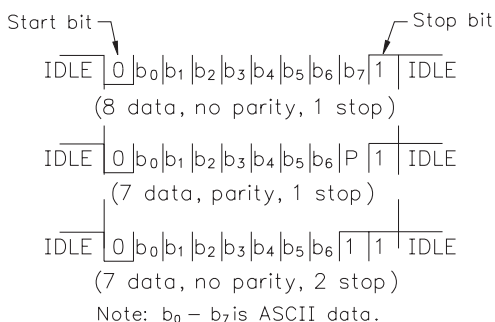 Start bit Stop bit
IDLE 0 b₀ b₁ b₂ b₃ b₄ b₅ b₆ b₇ 1 IDLE
(8 data, no parity, 1 stop)
IDLE 0 b₀ b₁ b₂ b₃ b₄ b₅ b₆ P 1 IDLE
(7 data, parity, 1 stop)
IDLE 0 b₀ b₁ b₂ b₃ b₄ b₅ b₆ 1 1 IDLE
(7 data, no parity, 2 stop)
Note: b₀ – b₇ is ASCII data.